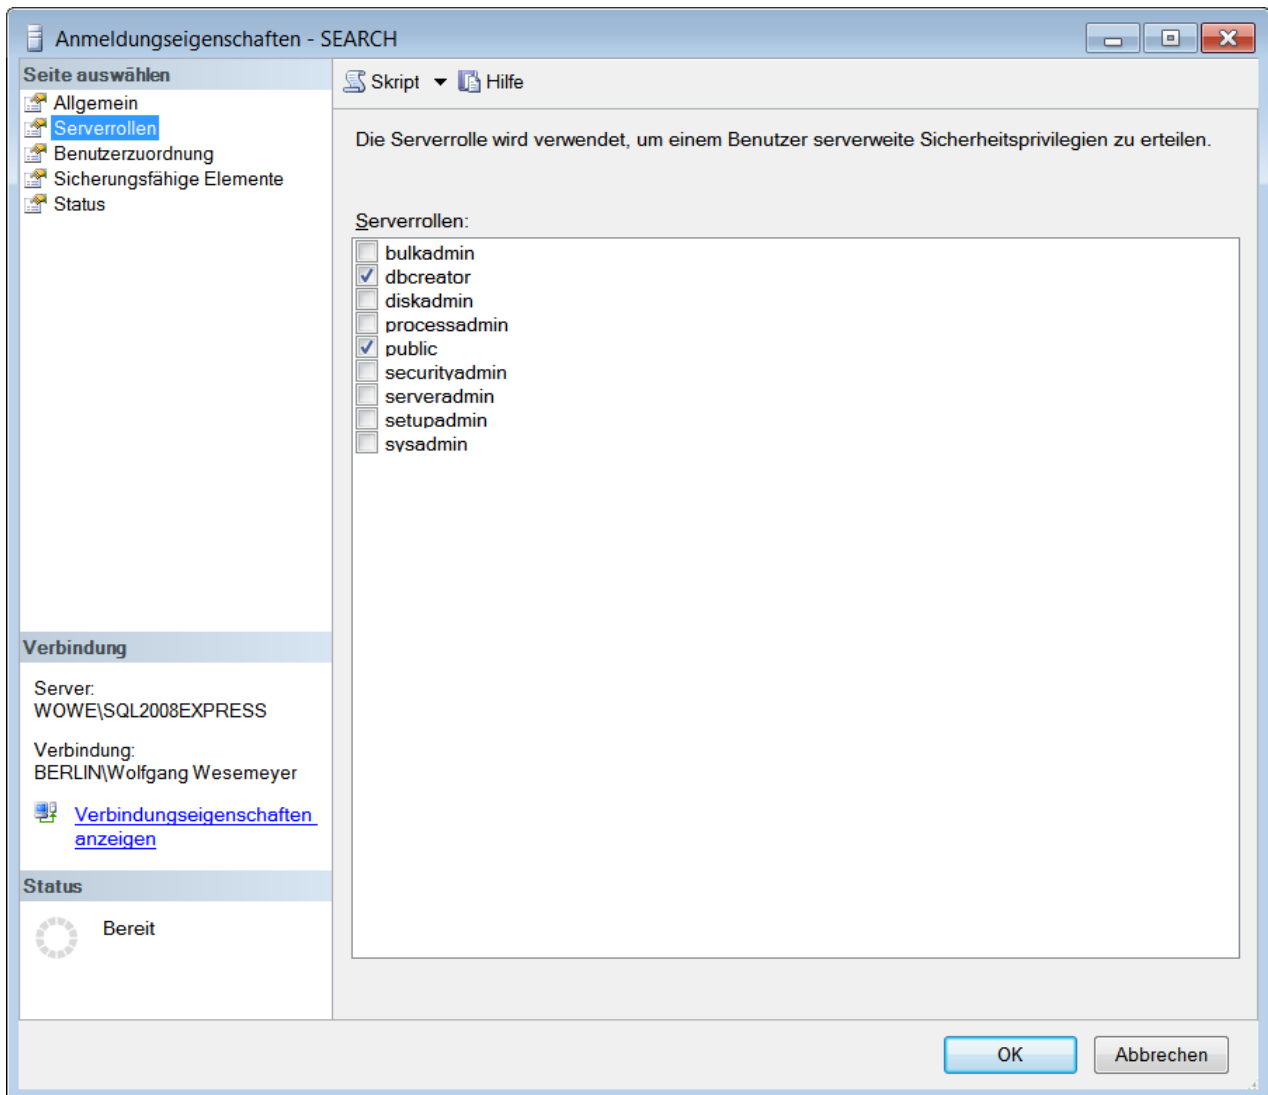 Anmeldungseigenschaften - SEARCH
Seite auswählen
Allgemein
Serverrollen
Benutzerzuordnung
Sicherungsfähige Elemente
Status
Skript
Hilfe
Die Serverrolle wird verwendet, um einem Benutzer serverweite Sicherheitsprivilegien zu erteilen.
Serverrollen:
bulkadmin
dbcreator
diskadmin
processadmin
public
securityadmin
serveradmin
setupadmin
sysadmin
Verbindung
Server:
WOWE\SQL2008EXPRESS
Verbindung:
BERLIN\Wolfgang Wesemeyer
Verbindungseigenschaften
anzeigen
Status
Bereit
OK
Abbrechen